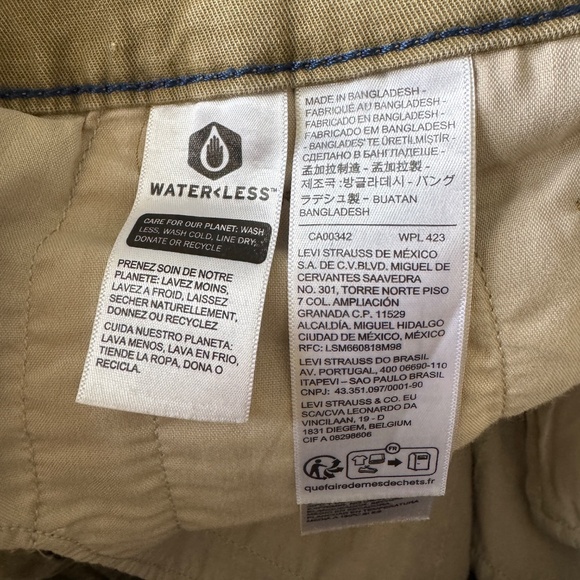 WATER<LESS™
CARE FOR OUR PLANET: WASH
LESS, WASH COLD, LINE DRY,
DONATE OR RECYCLE
PRENEZ SOIN DE NOTRE
PLANETE: LAVEZ MOINS,
LAVEZ A FROID, LAISSEZ
SECHER NATURELLEMENT,
DONNEZ OU RECYCLEZ
CUIDA NUESTRO PLANETA:
LAVA MENOS, LAVA EN FRIO,
TIENDE LA ROPA, DONA O
RECICLA.
MADE IN BANGLADESH -
FABRIQUÉ AU BANGLADESH -
FABRICADO EN BANGLADESH -
FABRICADO EM BANGLADESH
- BANGLADEŞ'TE ÜRETİLMİŞTİR -
СДЕЛАНО В БАНГЛАДЕШЕ -
孟加拉制造 - 孟加拉製 -
제조국 :방글라데시 - バング
ラデシュ製 - BUATAN
BANGLADESH
CA00342 WPL 423
LEVI STRAUSS DE MÉXICO
S.A. DE C.V.BLVD. MIGUEL DE
CERVANTES SAAVEDRA
NO. 301, TORRE NORTE PISO
7 COL. AMPLIACIÓN
GRANADA C.P. 11529
ALCALDÍA. MIGUEL HIDALGO
CIUDAD DE MÉXICO, MÉXICO
RFC: LSM660818M98
LEVI STRAUSS DO BRASIL
AV. PORTUGAL, 400 06690-110
ITAPEVI – SAO PAULO BRASIL
CNPJ: 43.351.097/0001-90
LEVI STRAUSS & CO. EU
SCA/CVA LEONARDO DA
VINCILAAN, 19 - D
1831 DIEGEM, BELGIUM
CIF A 08298606
FR
quefairedemesdechets.fr